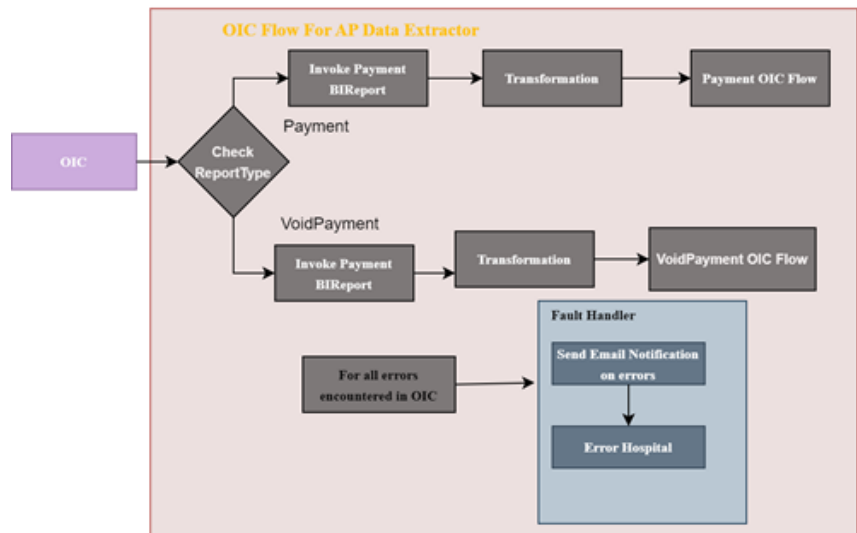 OIC Flow For AP Data Extractor
Invoke Payment
BIReport
Transformation
Payment OIC Flow
Payment
OIC
Check
ReportType
VoidPayment
Invoke Payment
BIReport
Transformation
VoidPayment OIC Flow
Fault Handler
Send Email Notification
on errors
For all errors
encountered in OIC
Error Hospital